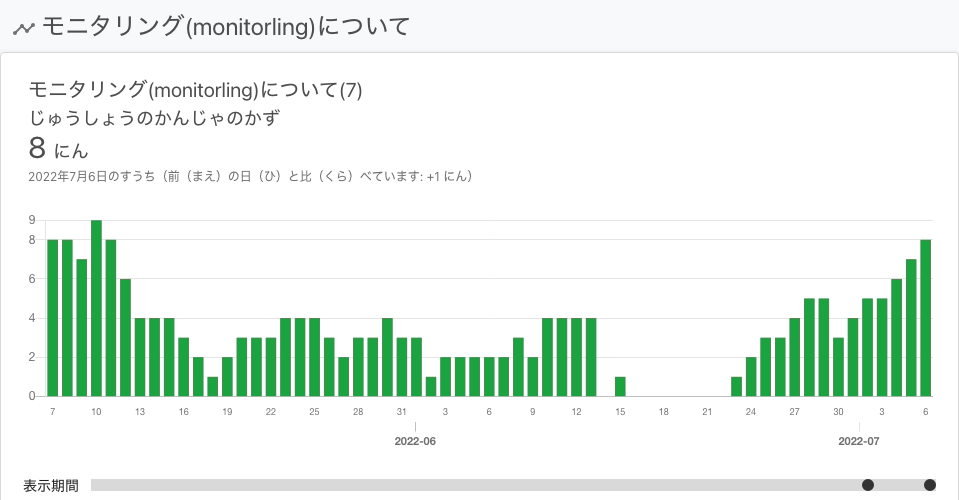 モニタリング(monitorling)について
モニタリング(monitorling)について(7)
じゅうしょうのかんじゃのかず
8 にん
2022年7月6日のすうち（前（まえ）の日（ひ）と比（くら）べています: +1 にん）
9
8
6
4
2
0
7 10 13 16 19 22 25 28 31 3 6 9 12 15 18 21 24 27 30 3 6
2022-06 2022-07
表示期間